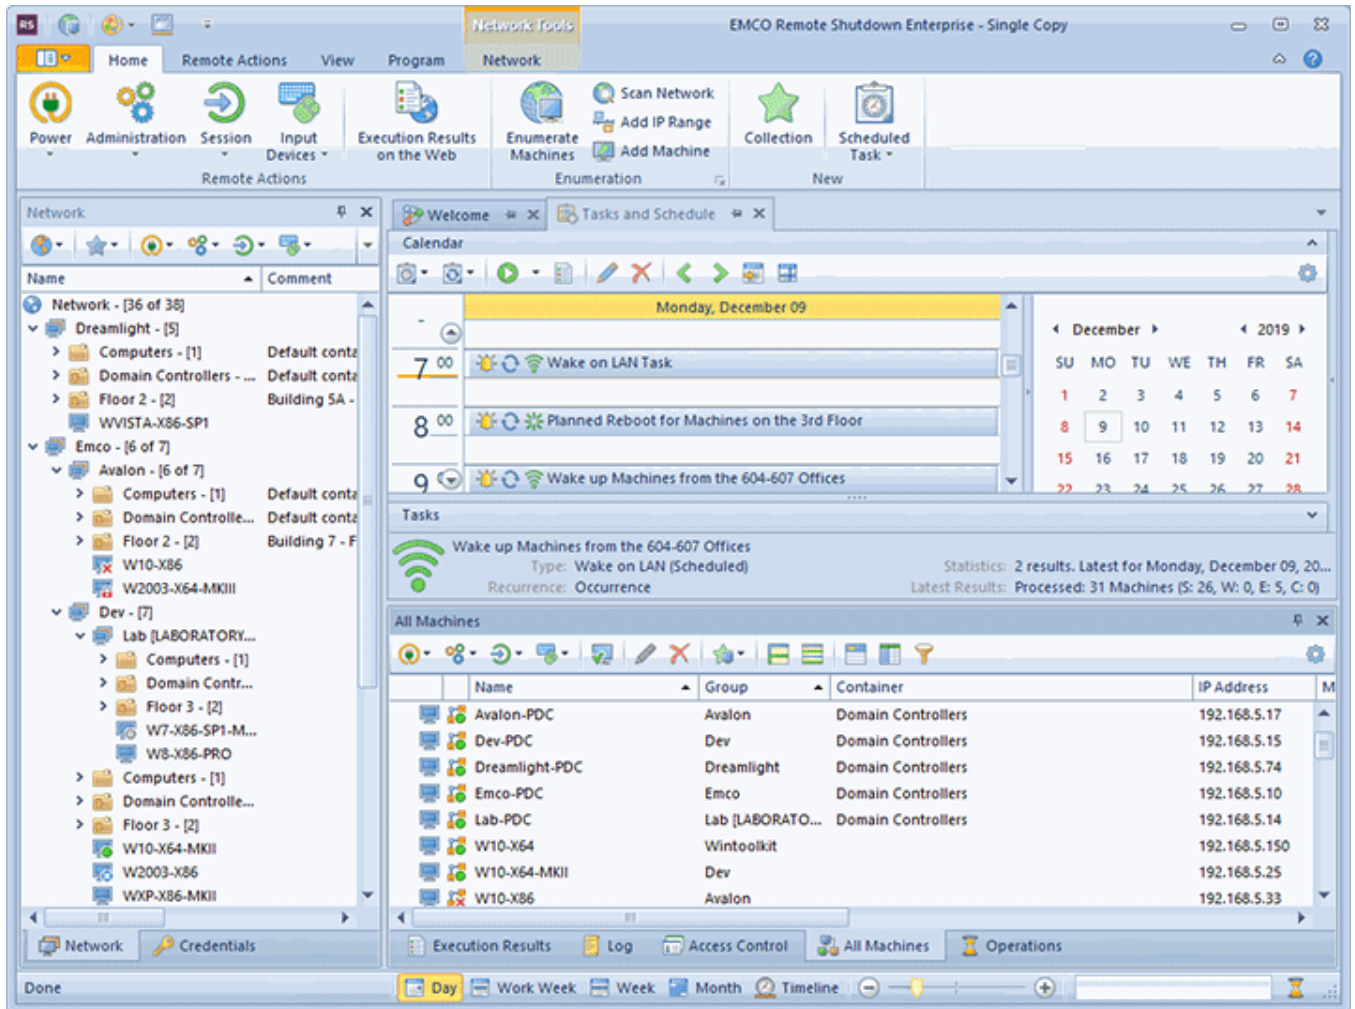 RS
Network Tools
EMCO Remote Shutdown Enterprise - Single Copy
Home Remote Actions View Program Network
Power
Administration
Session
Input
Devices
Execution Results
on the Web
Enumerate
Machines
Scan Network
Add IP Range
Add Machine
Collection
Scheduled
Task
Remote Actions
Enumeration
New
Network
Name Comment
Network - [36 of 38]
Dreamlight - [5]
Computers - [1] Default conta
Domain Controllers - ... Default conta
Floor 2 - [2] Building 5A -
WVISTA-X86-SP1
Emco - [6 of 7]
Avalon - [6 of 7]
Computers - [1] Default conta
Domain Controlle... Default conta
Floor 2 - [2] Building 7 - F
W10-X86
W2003-X64-MKIII
Dev - [7]
Lab [LABORATORY...
Computers - [1]
Domain Contr...
Floor 3 - [2]
W7-X86-SP1-M...
W8-X86-PRO
Computers - [1]
Domain Controlle...
Floor 3 - [2]
W10-X64-MKII
W2003-X86
WXP-X86-MKII
Network Credentials
Welcome Tasks and Schedule
Calendar
Monday, December 09
7 00 Wake on LAN Task
8 00 Planned Reboot for Machines on the 3rd Floor
9 Wake up Machines from the 604-607 Offices
December 2019
SU MO TU WE TH FR SA
1 2 3 4 5 6 7
8 9 10 11 12 13 14
15 16 17 18 19 20 21
22 23 24 25 26 27 28
Tasks
Wake up Machines from the 604-607 Offices
Type: Wake on LAN (Scheduled)
Recurrence: Occurrence
Statistics: 2 results. Latest for Monday, December 09, 20...
Latest Results: Processed: 31 Machines (S: 26, W: 0, E: 5, C: 0)
All Machines
Name Group Container IP Address M
Avalon-PDC Avalon Domain Controllers 192.168.5.17
Dev-PDC Dev Domain Controllers 192.168.5.15
Dreamlight-PDC Dreamlight Domain Controllers 192.168.5.74
Emco-PDC Emco Domain Controllers 192.168.5.10
Lab-PDC Lab [LABORATO... Domain Controllers 192.168.5.14
W10-X64 Wintoolkit 192.168.5.150
W10-X64-MKII Dev 192.168.5.25
W10-X86 Avalon 192.168.5.33
Execution Results Log Access Control All Machines Operations
Done
Day Work Week Week Month Timeline